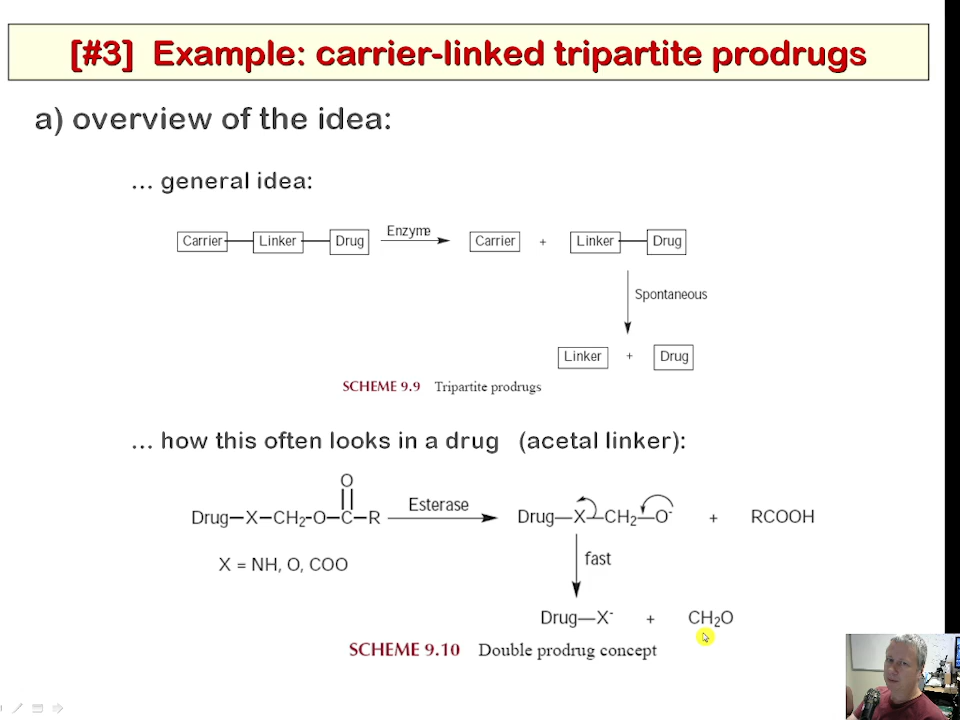 [#3] Example: carrier-linked tripartite prodrugs
a) overview of the idea:
... general idea:
Carrier Linker Drug Enzyme Carrier + Linker Drug
Spontaneous
Linker + Drug
SCHEME 9.9 Tripartite prodrugs
... how this often looks in a drug (acetal linker):
O
Drug—X—CH2-O—C—R Esterase Drug—X—CH2—O- + RCOOH
X = NH, O, COO
fast
Drug—X- + CH2O
SCHEME 9.10 Double prodrug concept